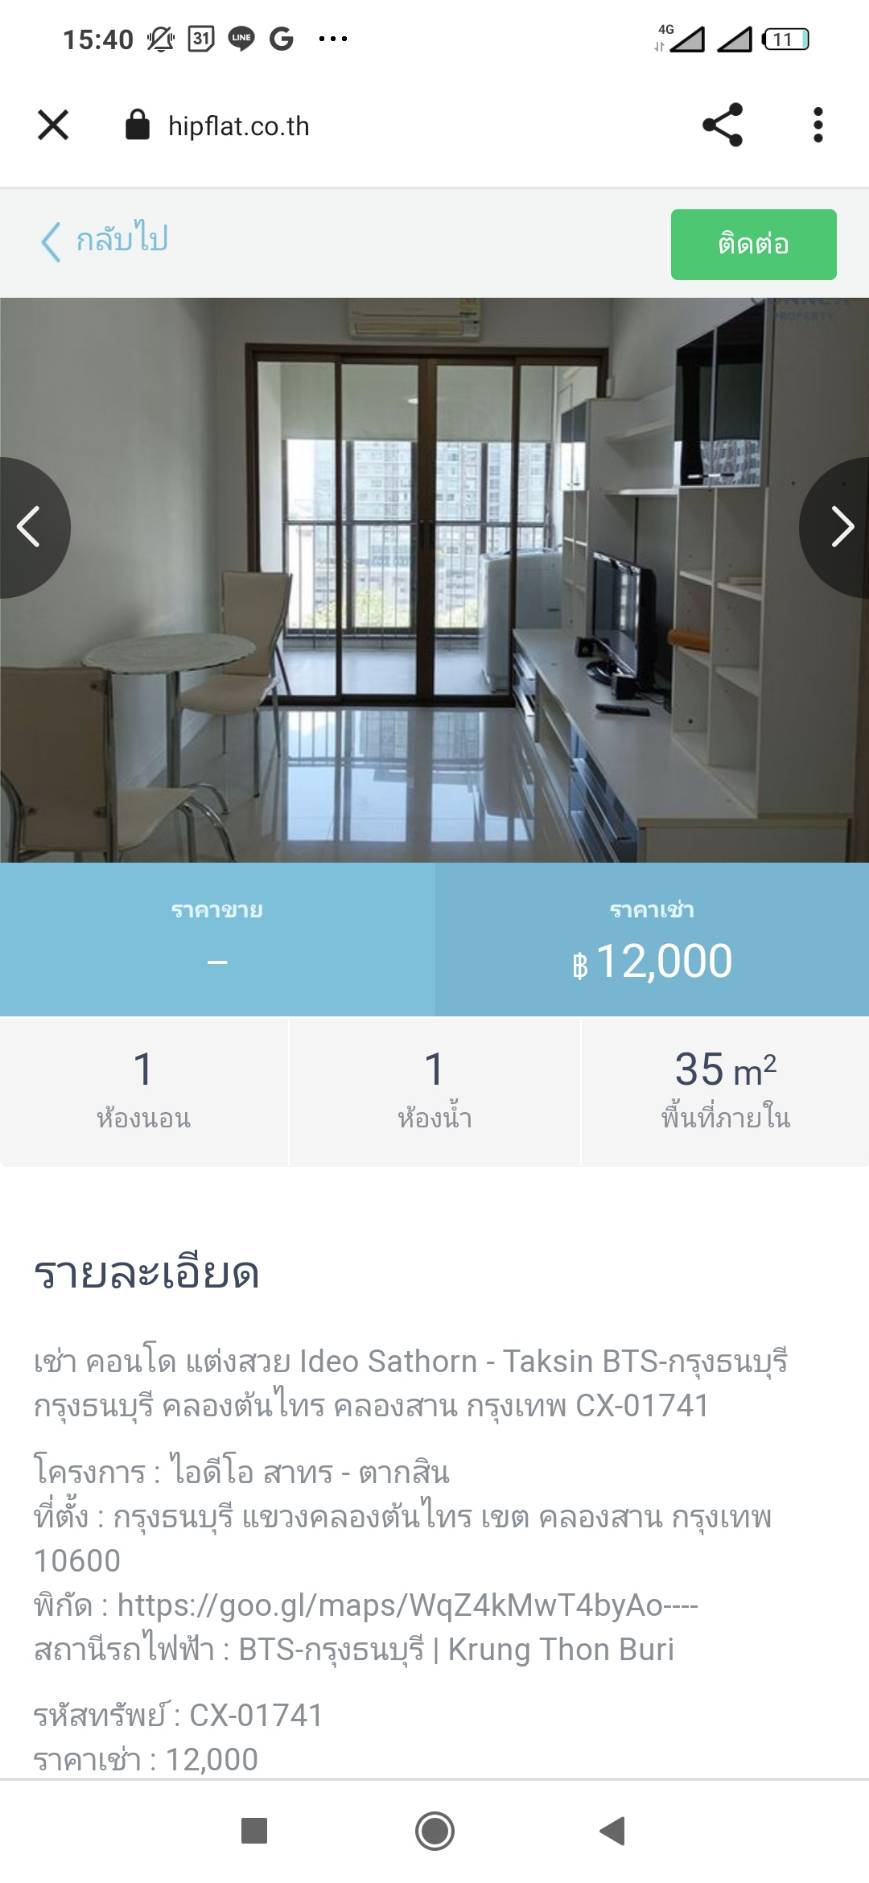 15:40
31
LINE
G
4G
11
hipflat.co.th
กลับไป
ติดต่อ
PROPERTY
ราคาขาย
ราคาเช่า
–
฿ 12,000
1
1
35 m²
ห้องนอน
ห้องน้ำ
พื้นที่ภายใน
รายละเอียด
เช่า คอนโด แต่งสวย Ideo Sathorn - Taksin BTS-กรุงธนบุรี
กรุงธนบุรี คลองต้นไทร คลองสาน กรุงเทพ CX-01741
โครงการ : ไอดีโอ สาทร - ตากสิน
ที่ตั้ง : กรุงธนบุรี แขวงคลองต้นไทร เขต คลองสาน กรุงเทพ
10600
พิกัด : https://goo.gl/maps/WqZ4kMwT4byAo----
สถานีรถไฟฟ้า : BTS-กรุงธนบุรี | Krung Thon Buri
รหัสทรัพย์ : CX-01741
ราคาเช่า : 12,000